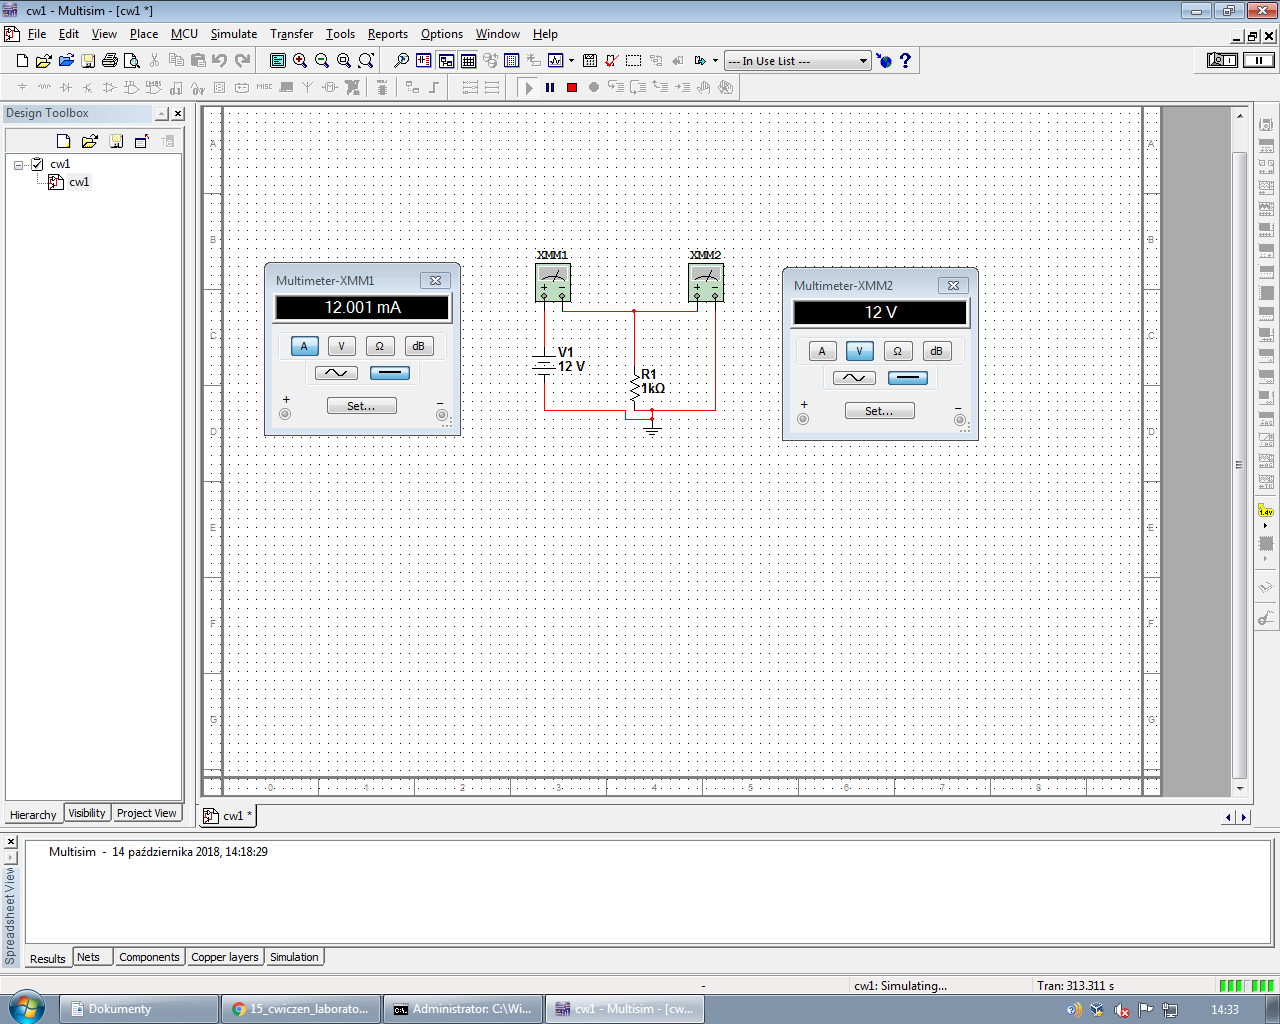 cw1 - Multisim - [cw1 *]
File Edit View Place MCU Simulate Transfer Tools Reports Options Window Help
--- In Use List ---
MISC
Design Toolbox
cw1
cw1
Hierarchy Visibility Project View
A A
B B
C C
D D
E E
F F
G G
0 1 2 3 4 5 6 7 8
Multimeter-XMM1
12.001 mA
A V Ω dB
+ Set... −
XMM1 XMM2
+ − + −
V1
12 V
R1
1kΩ
Multimeter-XMM2
12 V
A V Ω dB
+ Set... −
1.4v
cw1 *
Spreadsheet View
Multisim - 14 października 2018, 14:18:29
Results Nets Components Copper layers Simulation
- cw1: Simulating... Tran: 313.311 s
Dokumenty 15_cwiczen_laborato... Administrator: C:\Wi... cw1 - Multisim - [cw... 14:33